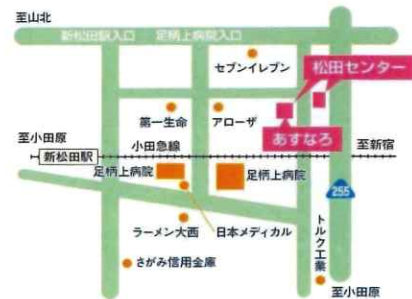 至山北
新松田駅入口
足柄上病院入口
セブンイレブン
松田センター
第一生命
アローザ
あすなろ
至小田原
小田急線
至新宿
新松田駅
足柄上病院
足柄上病院
255
ラーメン大西
日本メディカル
トルク工業
さがみ信用金庫
至小田原